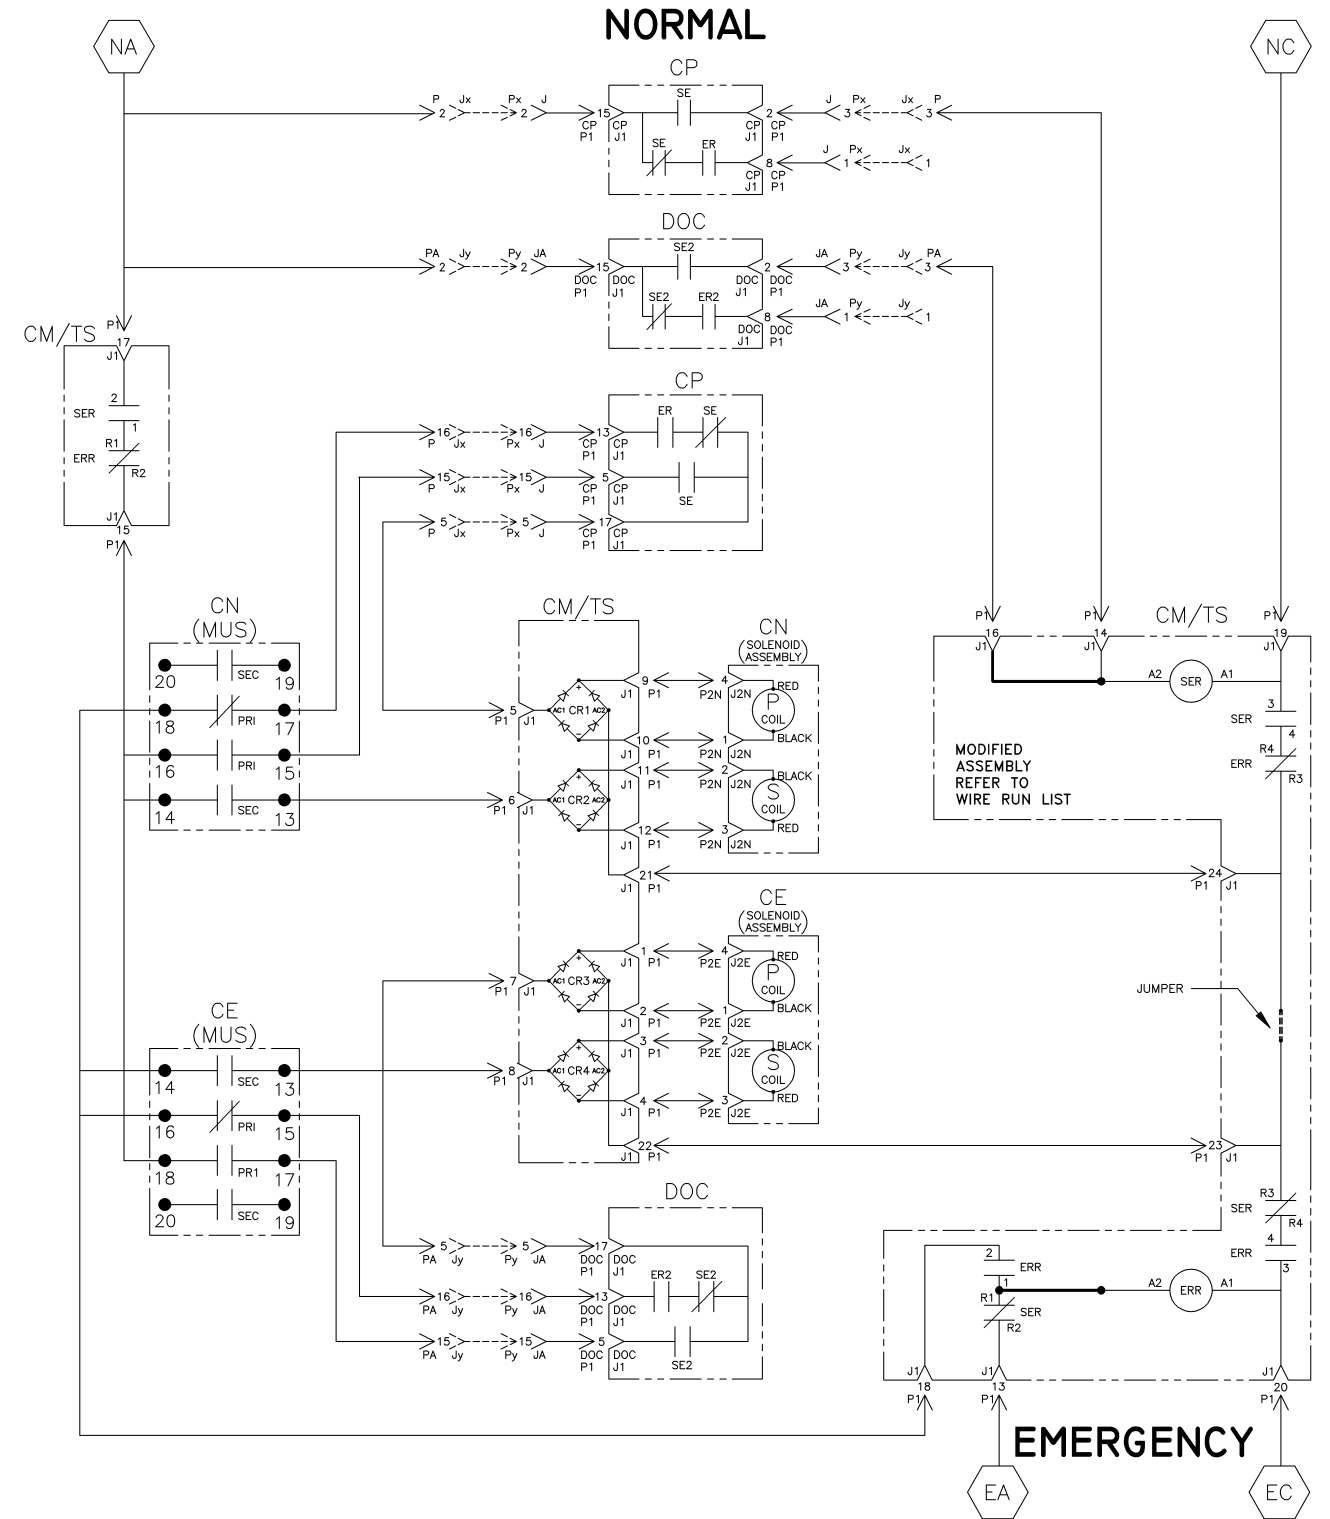 NORMAL
NA
NC
CP
P 2 Jx Px 2 J 15 SE 2 J 3 Px Jx 3 P
CP P1 CP J1 CP J1 CP P1
SE ER 8 J 1 Px Jx 1
CP J1 CP P1
DOC
PA 2 Jy Py 2 JA 15 SE2 2 JA 3 Py Jy 3 PA
DOC P1 DOC J1 DOC J1 DOC P1
SE2 ER2 8 JA 1 Py Jy 1
DOC J1 DOC P1
CM/TS
P1
17
J1
2
SER
1
R1
ERR
R2
J1
15
P1
CP
ER SE
16 P Jx Px 16 J 13 CP P1 CP J1
15 P Jx Px 15 J 5 CP P1 CP J1
SE
5 P Jx Px 5 J 17 CP P1 CP J1
CN
(MUS)
20 SEC 19
18 PRI 17
16 PRI 15
14 SEC 13
CM/TS
CN
(SOLENOID)
ASSEMBLY
5 P1 J1 AC1 + CR1 - AC2
9 J1 P1 4 P2N J2N RED
P
COIL
10 J1 P1 1 P2N J2N BLACK
6 P1 J1 AC1 + CR2 - AC2
11 J1 P1 2 P2N J2N BLACK
S
COIL
12 J1 P1 3 P2N J2N RED
21 J1 P1
24 P1 J1
P1 P1 CM/TS P1
16 14 19
J1 J1 J1
A2 SER A1
3
SER
4
R4
ERR
R3
MODIFIED
ASSEMBLY
REFER TO
WIRE RUN LIST
CE
(SOLENOID)
ASSEMBLY
7 P1 J1 AC1 + CR3 - AC2
1 J1 P1 4 P2E J2E RED
P
COIL
2 J1 P1 1 P2E J2E BLACK
8 P1 J1 AC1 + CR4 - AC2
3 J1 P1 2 P2E J2E BLACK
S
COIL
4 J1 P1 3 P2E J2E RED
22 J1 P1
23 P1 J1
JUMPER
CE
(MUS)
14 SEC 13
16 PRI 15
18 PR1 17
20 SEC 19
DOC
5 PA Jy Py 5 JA 17 DOC P1 DOC J1
ER2 SE2
16 PA Jy Py 16 JA 13 DOC P1 DOC J1
15 PA Jy Py 15 JA 5 DOC P1 DOC J1
SE2
R3
SER
R4
4
ERR
3
2
ERR
1
R1
SER
R2
A2 ERR A1
J1 J1 J1
18 13 20
P1 P1 P1
EMERGENCY
EA
EC